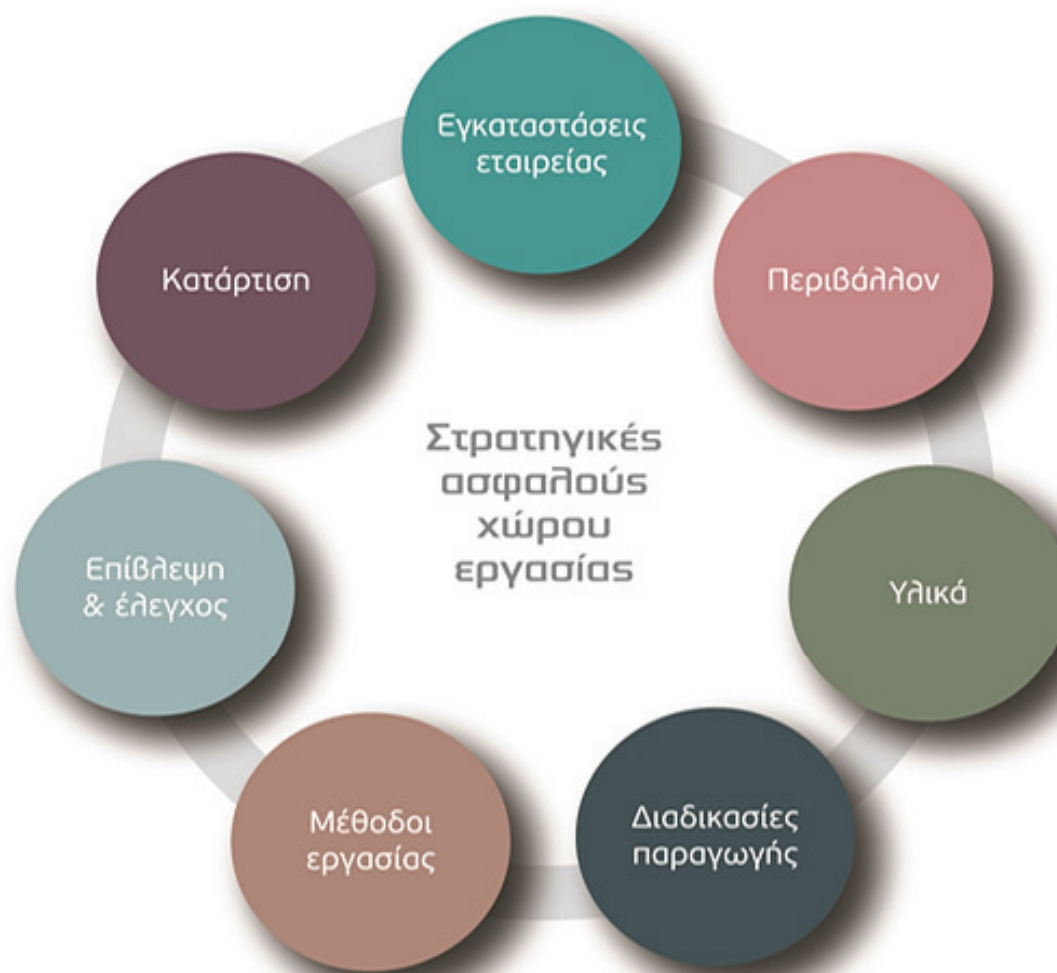 Εγκαταστάσεις
εταιρείας
Περιβάλλον
Υλικά
Διαδικασίες
παραγωγής
Μέθοδοι
εργασίας
Επίβλεψη
& έλεγχος
Κατάρτιση
Στρατηγικές
ασφαλούς
χώρου
εργασίας